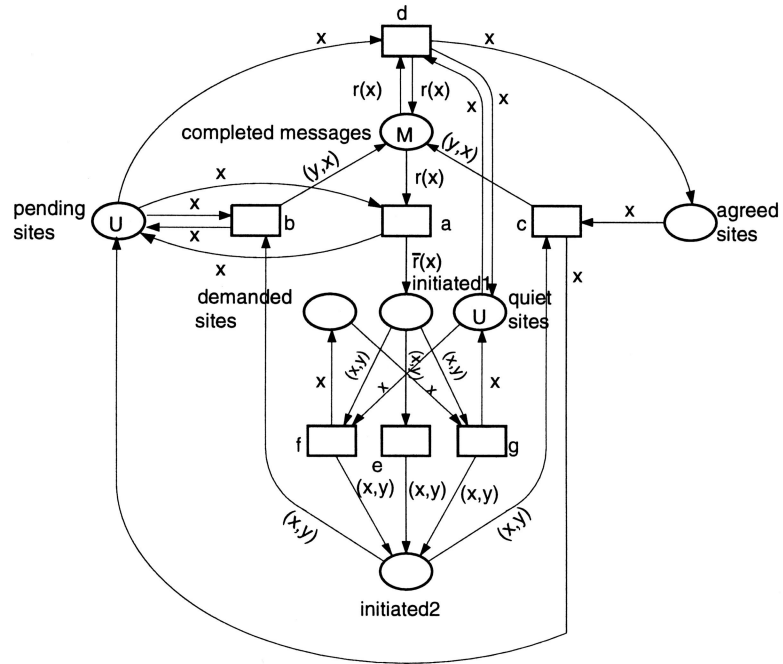 d
x
x
r(x)
r(x)
x
x
completed messages
M
(y,x)
(y,x)
x
r(x)
pending
sites
U
x
x
b
a
c
x
agreed
sites
x
x
r̄(x)
initiated1
demanded
sites
U
quiet
sites
(x,y)
(x,y)
(x,y)
x
x
x
x
f
e
g
(x,y)
(x,y)
(x,y)
(x,y)
(x,y)
initiated2